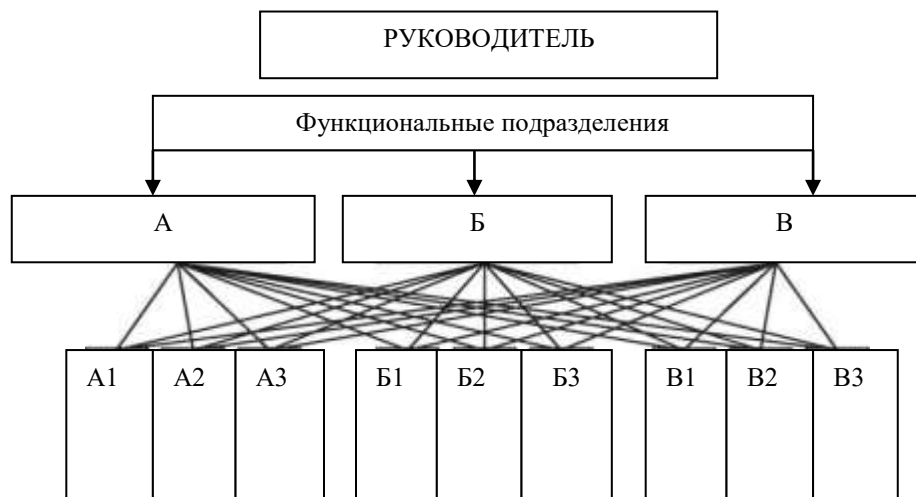 РУКОВОДИТЕЛЬ
Функциональные подразделения
А Б В
А1 А2 А3 Б1 Б2 Б3 В1 В2 В3